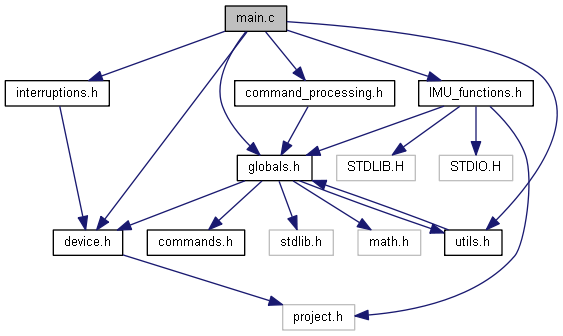 main.c
interruptions.h
command_processing.h
IMU_functions.h
globals.h
STDLIB.H
STDIO.H
device.h
commands.h
stdlib.h
math.h
utils.h
project.h